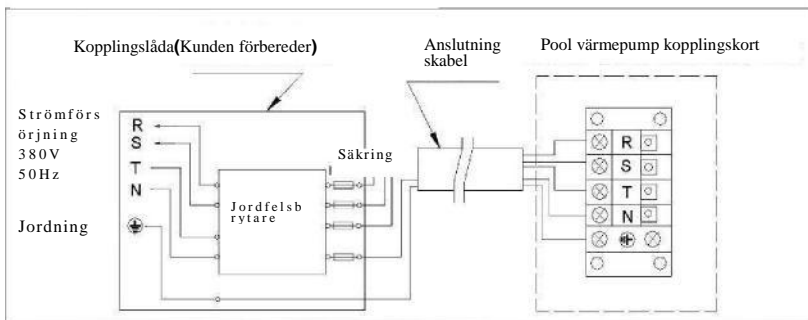 Kopplingslåda(Kunden förbereder)
Anslutning
skabel
Pool värmepump kopplingskort
Strömförs
örjning
380V
50Hz
Jordning
R
S
T
N
Jordfelsb
rytare
Säkring
R
S
T
N